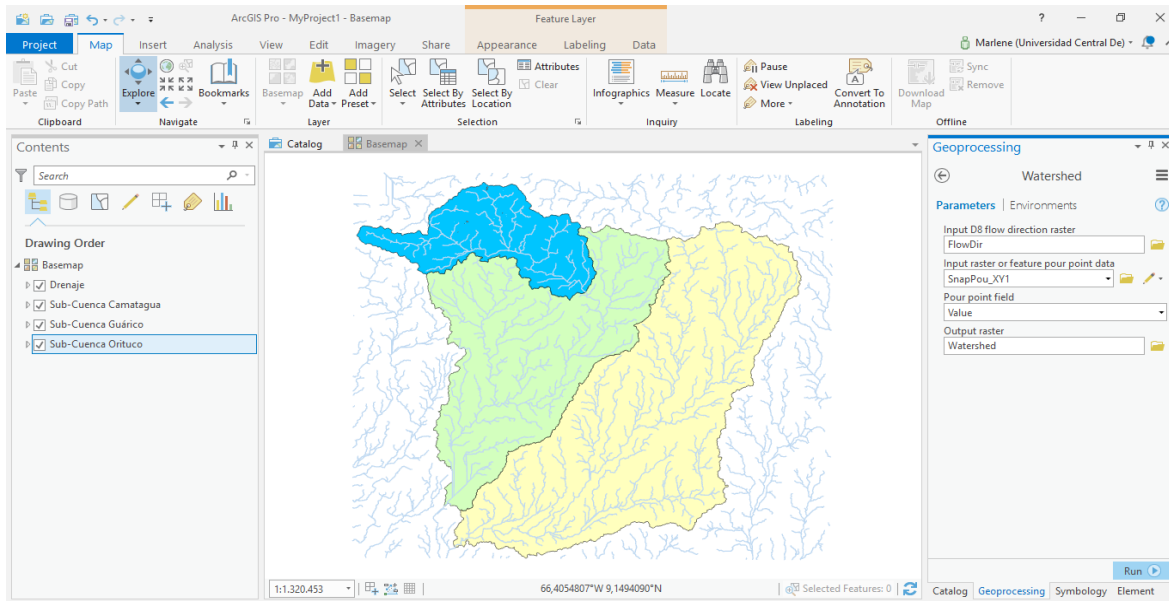 ArcGIS Pro - MyProject1 - Basemap
Feature Layer
?
Project Map Insert Analysis View Edit Imagery Share Appearance Labeling Data
Marlene (Universidad Central De)
Paste
Cut
Copy
Copy Path
Clipboard
Explore
Bookmarks
Navigate
Basemap
Add Data
Add Preset
Layer
Select
Select By Attributes
Select By Location
Attributes
Clear
Selection
Infographics
Measure
Locate
Inquiry
Pause
View Unplaced
More
Convert To Annotation
Labeling
Download Map
Sync
Remove
Offline
Contents
Search
Drawing Order
Basemap
Drenaje
Sub-Cuenca Camatagua
Sub-Cuenca Guárico
Sub-Cuenca Orituco
Catalog
Basemap
1:1.320.453
66,4054807°W 9,1494090°N
Selected Features: 0
Geoprocessing
Watershed
Parameters | Environments
?
Input D8 flow direction raster
FlowDir
Input raster or feature pour point data
SnapPou_XY1
Pour point field
Value
Output raster
Watershed
Run
Catalog Geoprocessing Symbology Element